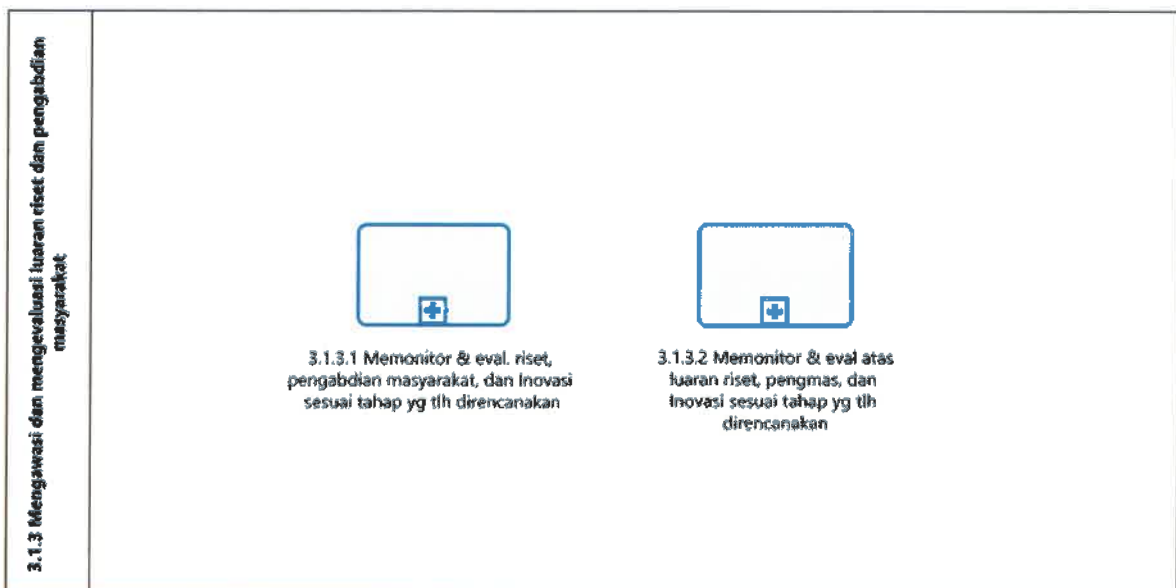 3.1.3 Mengawasi dan mengevaluasi luaran riset dan pengabdian
masyarakat
3.1.3.1 Memonitor & eval. riset,
pengabdian masyarakat, dan Inovasi
sesuai tahap yg tlh direncanakan
3.1.3.2 Memonitor & eval atas
luaran riset, pengmas, dan
Inovasi sesuai tahap yg tlh
direncanakan